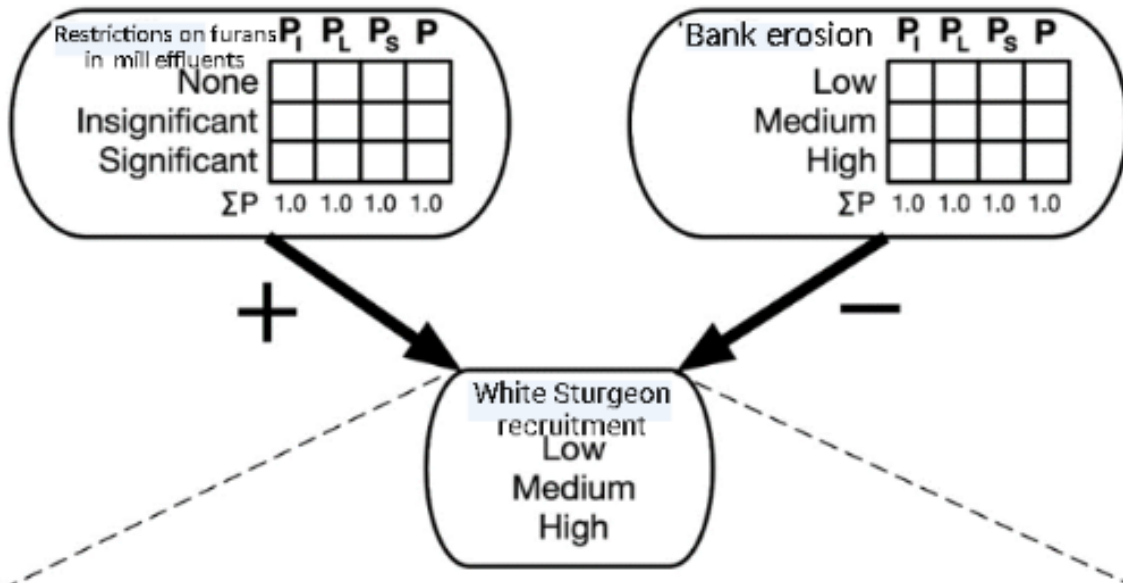 Restrictions on furans P_I P_L P_S P
in mill effluents
None
Insignificant
Significant
ΣP 1.0 1.0 1.0 1.0
'Bank erosion P_I P_L P_S P
Low
Medium
High
ΣP 1.0 1.0 1.0 1.0
+
−
White Sturgeon
recruitment
Low
Medium
High